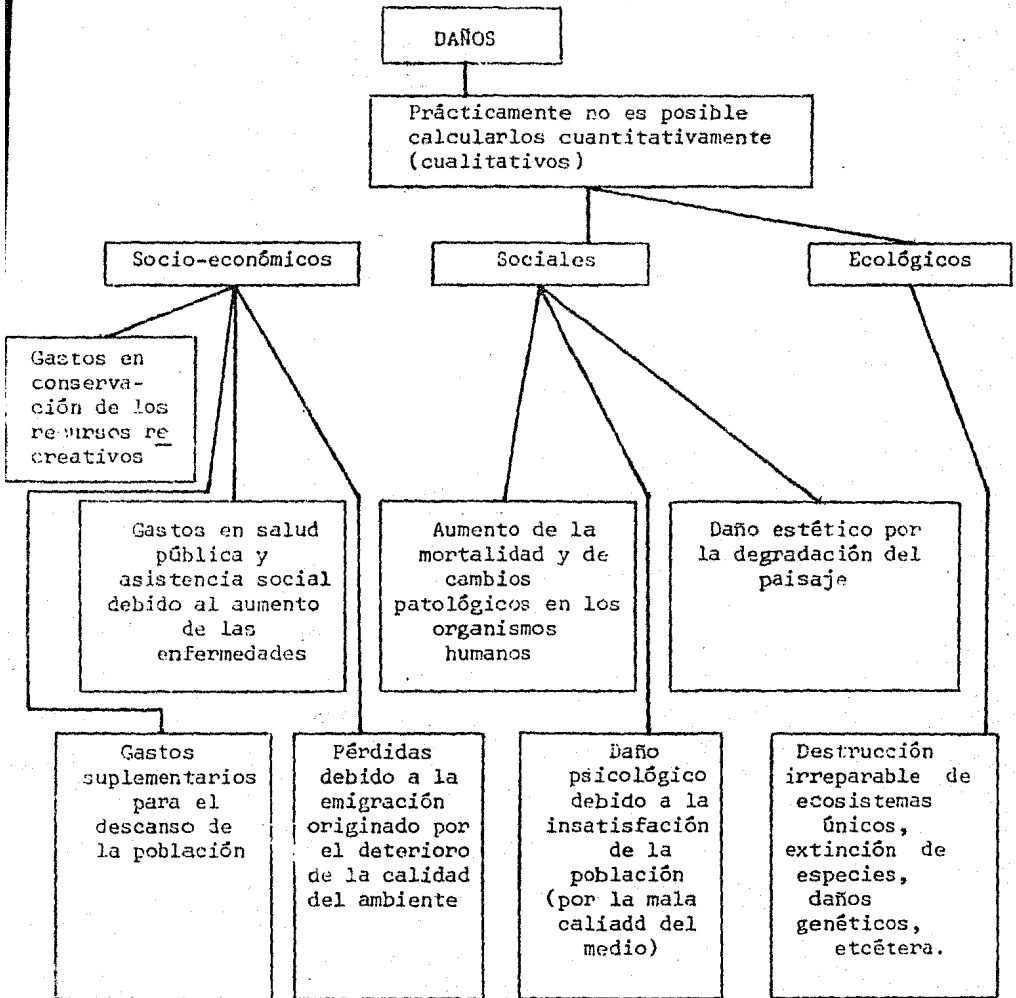 DAÑOS
Prácticamente no es posible
calcularlos cuantitativamente
(cualitativos)
Socio-económicos
Sociales
Ecológicos
Gastos en
conserva-
ción de los
recursos re
creativos
Gastos en salud
pública y
asistencia social
debido al aumento
de las
enfermedades
Aumento de la
mortalidad y de
cambios
patológicos en los
organismos
humanos
Daño estético por
la degradación del
paisaje
Gastos
suplementarios
para el
descanso de
la población
Pérdidas
debido a la
emigración
originado por
el deterioro
de la calidad
del ambiente
Daño
psicológico
debido a la
insatisfación
de la
población
(por la mala
caliadd del
medio)
Destrucción
irreparable de
ecosistemas
únicos,
extinción de
especies,
daños
genéticos,
etcétera.